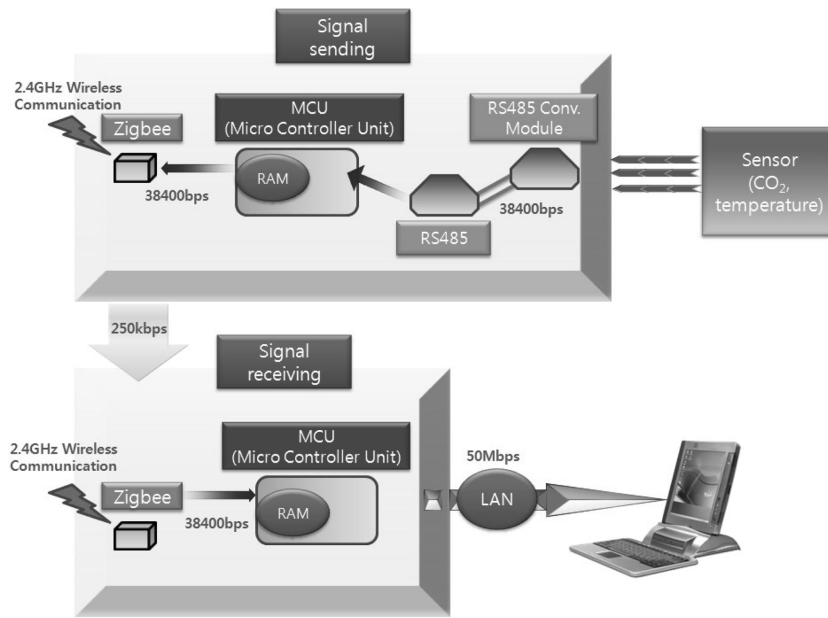 Signal
sending
2.4GHz Wireless
Communication
Zigbee
MCU
(Micro Controller Unit)
RS485 Conv.
Module
RAM
38400bps
38400bps
RS485
Sensor
(CO₂,
temperature)
250kbps
Signal
receiving
2.4GHz Wireless
Communication
MCU
(Micro Controller Unit)
50Mbps
Zigbee
LAN
RAM
38400bps